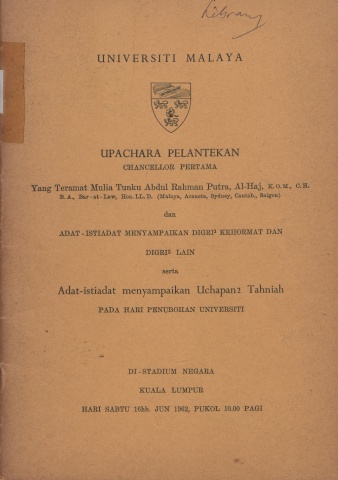 Library
UNIVERSITI MALAYA
UPACHARA PELANTEKAN
CHANCELLOR PERTAMA
Yang Teramat Mulia Tunku Abdul Rahman Putra, Al-Haj, K.O.M., C.H.
B.A., Bar-at-Law, Hon. LL.D. (Malaya, Araneta, Sydney, Cantab., Saigon)
dan
ADAT-ISTIADAT MENYAMPAIKAN DIGRI² KEHORMAT DAN
DIGRI² LAIN
serta
Adat-istiadat menyampaikan Uchapan2 Tahniah
PADA HARI PENUBOHAN UNIVERSITI
DI-STADIUM NEGARA
KUALA LUMPUR
HARI SABTU 16hb. JUN 1962, PUKOL 10.00 PAGI